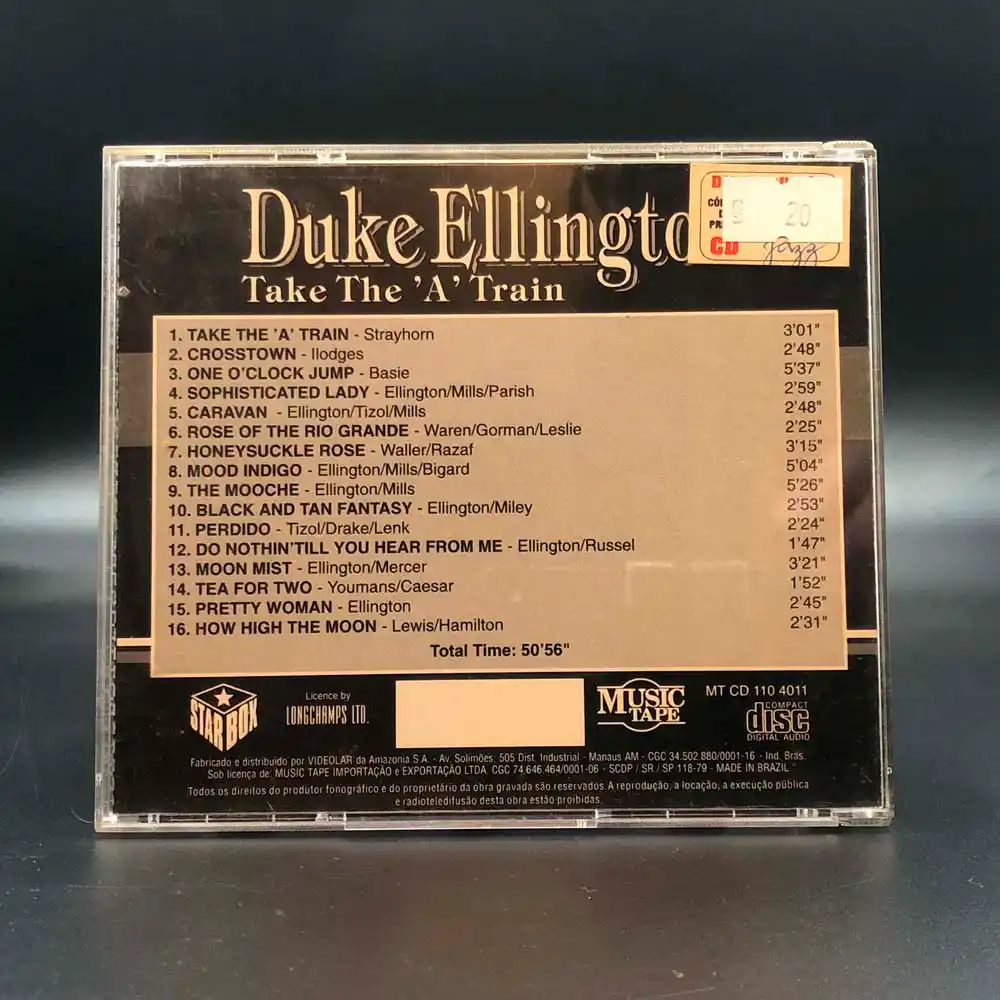 Duke Ellingto
Take The 'A' Train
CD
$ 20
jazz
1. TAKE THE 'A' TRAIN - Strayhorn 3'01"
2. CROSSTOWN - Ilodges 2'48"
3. ONE O'CLOCK JUMP - Basie 5'37"
4. SOPHISTICATED LADY - Ellington/Mills/Parish 2'59"
5. CARAVAN - Ellington/Tizol/Mills 2'48"
6. ROSE OF THE RIO GRANDE - Waren/Gorman/Leslie 2'25"
7. HONEYSUCKLE ROSE - Waller/Razaf 3'15"
8. MOOD INDIGO - Ellington/Mills/Bigard 5'04"
9. THE MOOCHE - Ellington/Mills 5'26"
10. BLACK AND TAN FANTASY - Ellington/Miley 2'53"
11. PERDIDO - Tizol/Drake/Lenk 2'24"
12. DO NOTHIN'TILL YOU HEAR FROM ME - Ellington/Russel 1'47"
13. MOON MIST - Ellington/Mercer 3'21"
14. TEA FOR TWO - Youmans/Caesar 1'52"
15. PRETTY WOMAN - Ellington 2'45"
16. HOW HIGH THE MOON - Lewis/Hamilton 2'31"
Total Time: 50'56"
STAR BOX
Licence by
LONGCHAMPS LTD.
MUSIC
TAPE
MT CD 110 4011
COMPACT
disc
DIGITAL AUDIO
Fabricado e distribuido por VIDEOLAR da Amazonia S.A. - Av. Solimões, 505 Dist. Industrial - Manaus AM - CGC 34.502.880/0001-16 - Ind. Bras.
Sob licença de: MUSIC TAPE IMPORTAÇÃO e EXPORTAÇÃO LTDA. CGC 74.646.464/0001-06 - SCDP / SR / SP 118-79 - MADE IN BRAZIL
Todos os direitos do produtor fonográfico e do proprietário da obra gravada são reservados. A reprodução, a locação, a execução pública
e radioteledifusão desta obra estão proibidas.